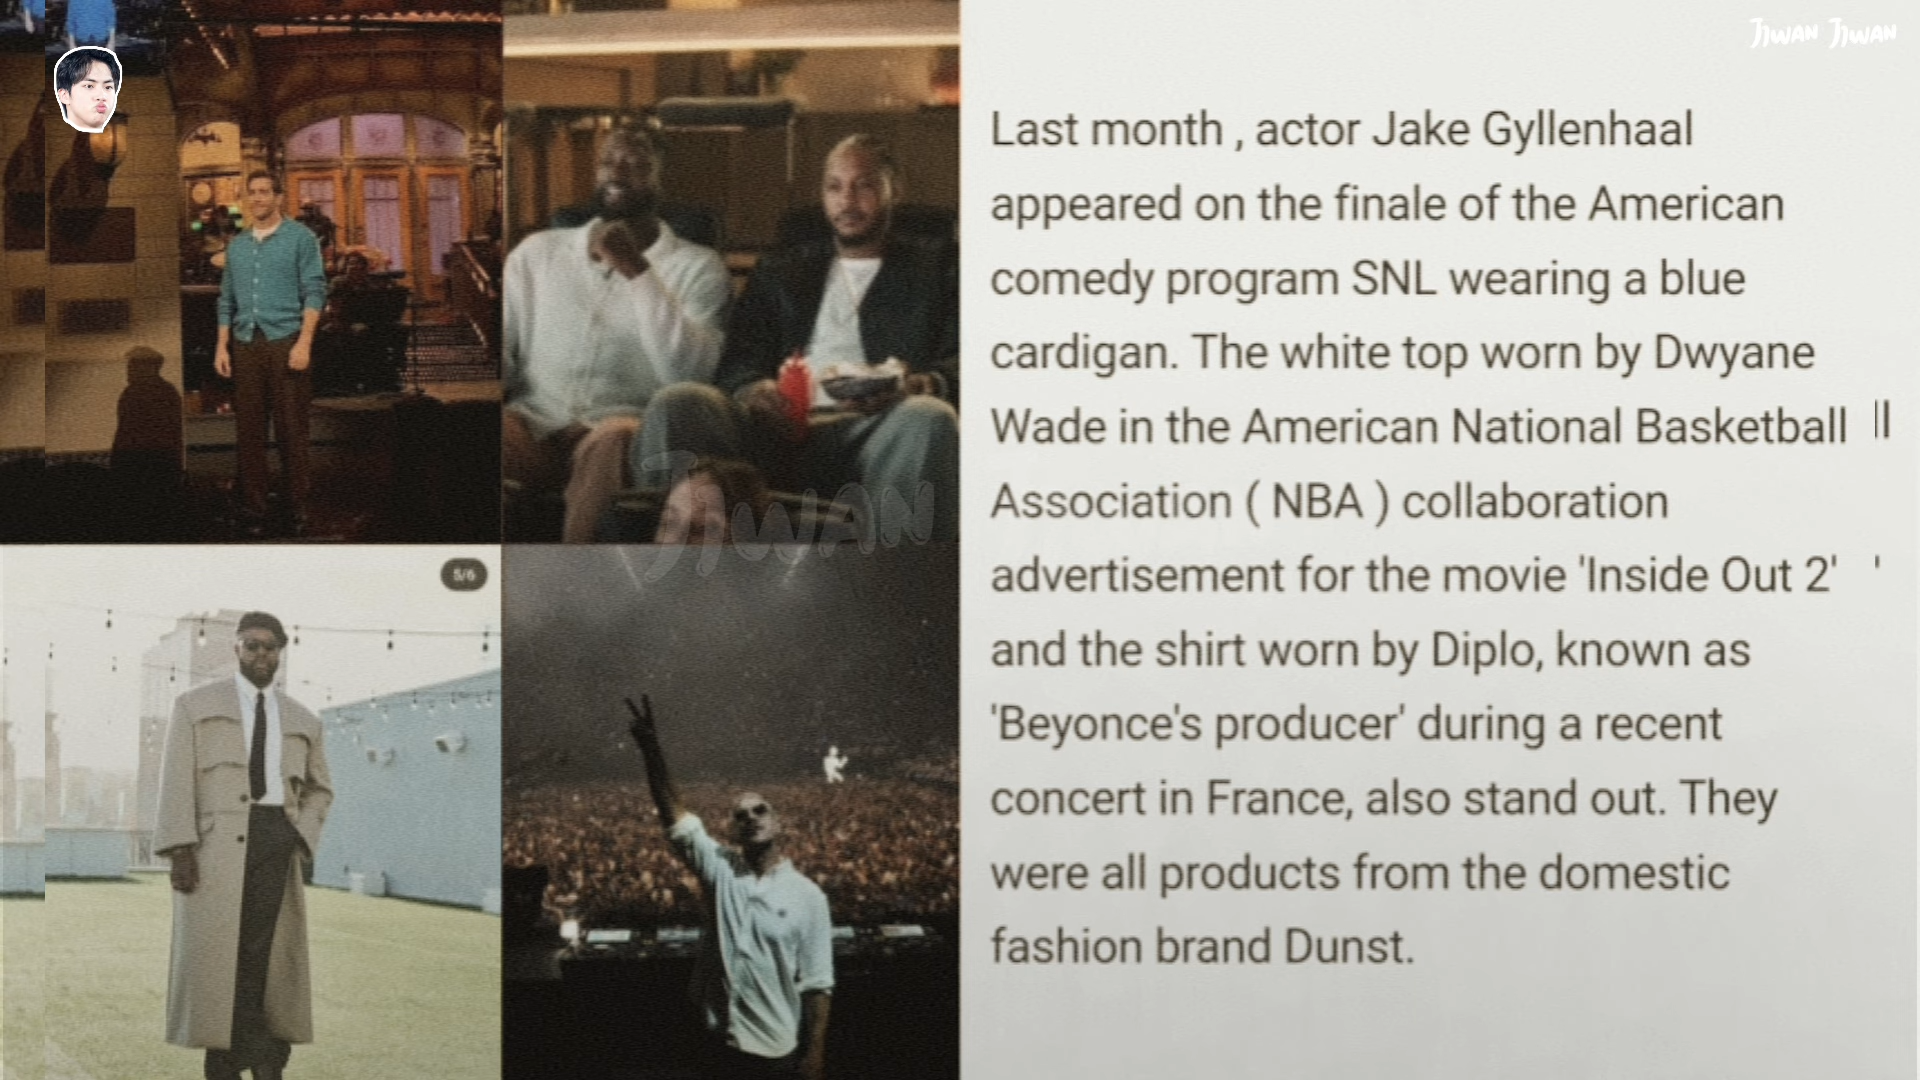 JIWAN JIWAN
Last month , actor Jake Gyllenhaal
appeared on the finale of the American
comedy program SNL wearing a blue
cardigan. The white top worn by Dwyane
Wade in the American National Basketball
ll
Association ( NBA ) collaboration
advertisement for the movie 'Inside Out 2'
'
and the shirt worn by Diplo, known as
'Beyonce's producer' during a recent
concert in France, also stand out. They
were all products from the domestic
fashion brand Dunst.
JIWAN
5/6